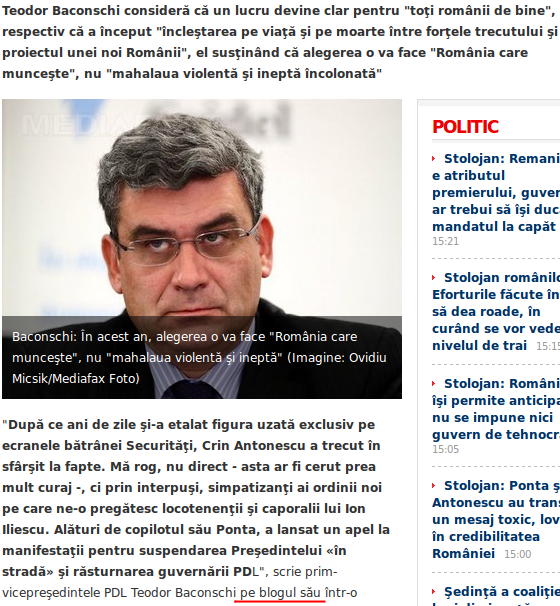 Teodor Baconschi consideră că un lucru devine clar pentru "toţi românii de bine",
respectiv că a început "încleştarea pe viaţă şi pe moarte între forţele trecutului şi
proiectului unei noi Românii", el susţinând că alegerea o va face "România care
munceşte", nu "mahalaua violentă şi ineptă încolonată"
MEDIA
Baconschi: În acest an, alegerea o va face "România care
munceşte", nu "mahalaua violentă şi ineptă" (Imagine: Ovidiu
Micsik/Mediafax Foto)
"După ce ani de zile şi-a etalat figura uzată exclusiv pe
ecranele bătrânei Securităţi, Crin Antonescu a trecut în
sfârşit la fapte. Mă rog, nu direct - asta ar fi cerut prea
mult curaj -, ci prin interpuşi, simpatizanţi ai ordinii noi
pe care ne-o pregătesc locotenenţii şi caporalii lui Ion
Iliescu. Alături de copilotul său Ponta, a lansat un apel la
manifestaţii pentru suspendarea Preşedintelui «în
stradă» şi răsturnarea guvernării PDL", scrie prim-
vicepreşedintele PDL Teodor Baconschi pe blogul său într-o
POLITIC
Stolojan: Remani
e atributul
premierului, guver
ar trebui să îşi duc
mandatul la capăt
15:21
Stolojan românilo
Eforturile făcute în
să dea roade, în
curând se vor vede
nivelul de trai 15:15
Stolojan: Români
îşi permite anticipa
nu se impune nici
guvern de tehnocr
15:05
Stolojan: Ponta ş
Antonescu au tran
un mesaj toxic, lov
în credibilitatea
României 15:00
Şedinţă a coaliţie